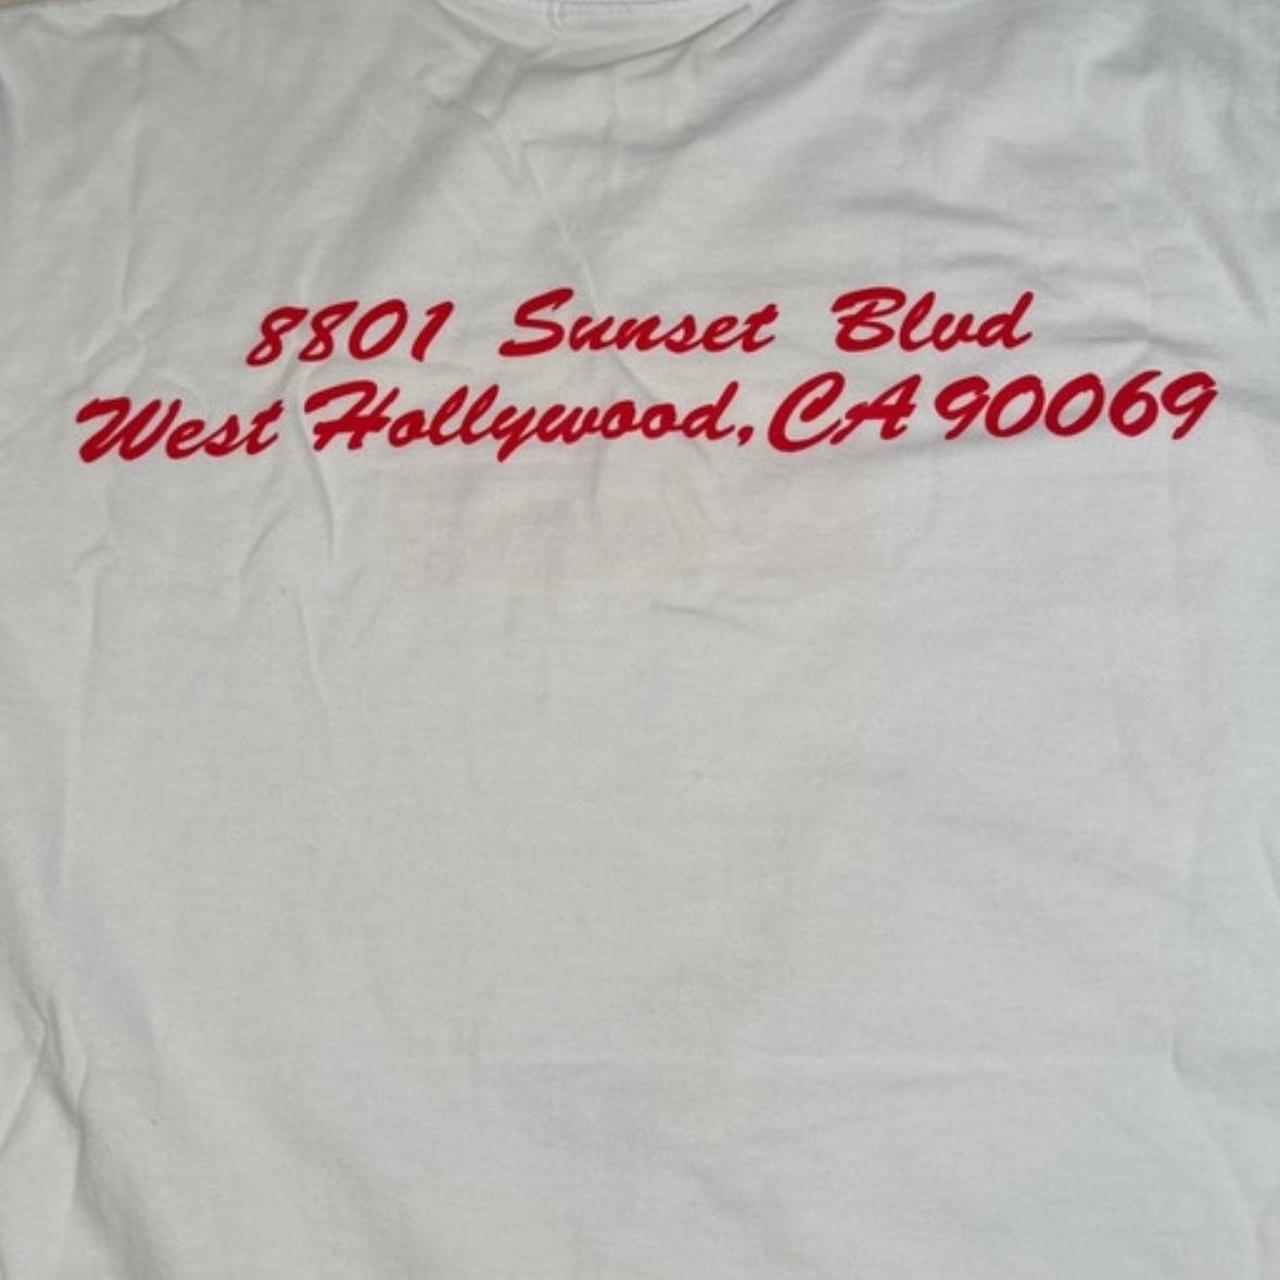 8801 Sunset Blvd
West Hollywood, CA 90069